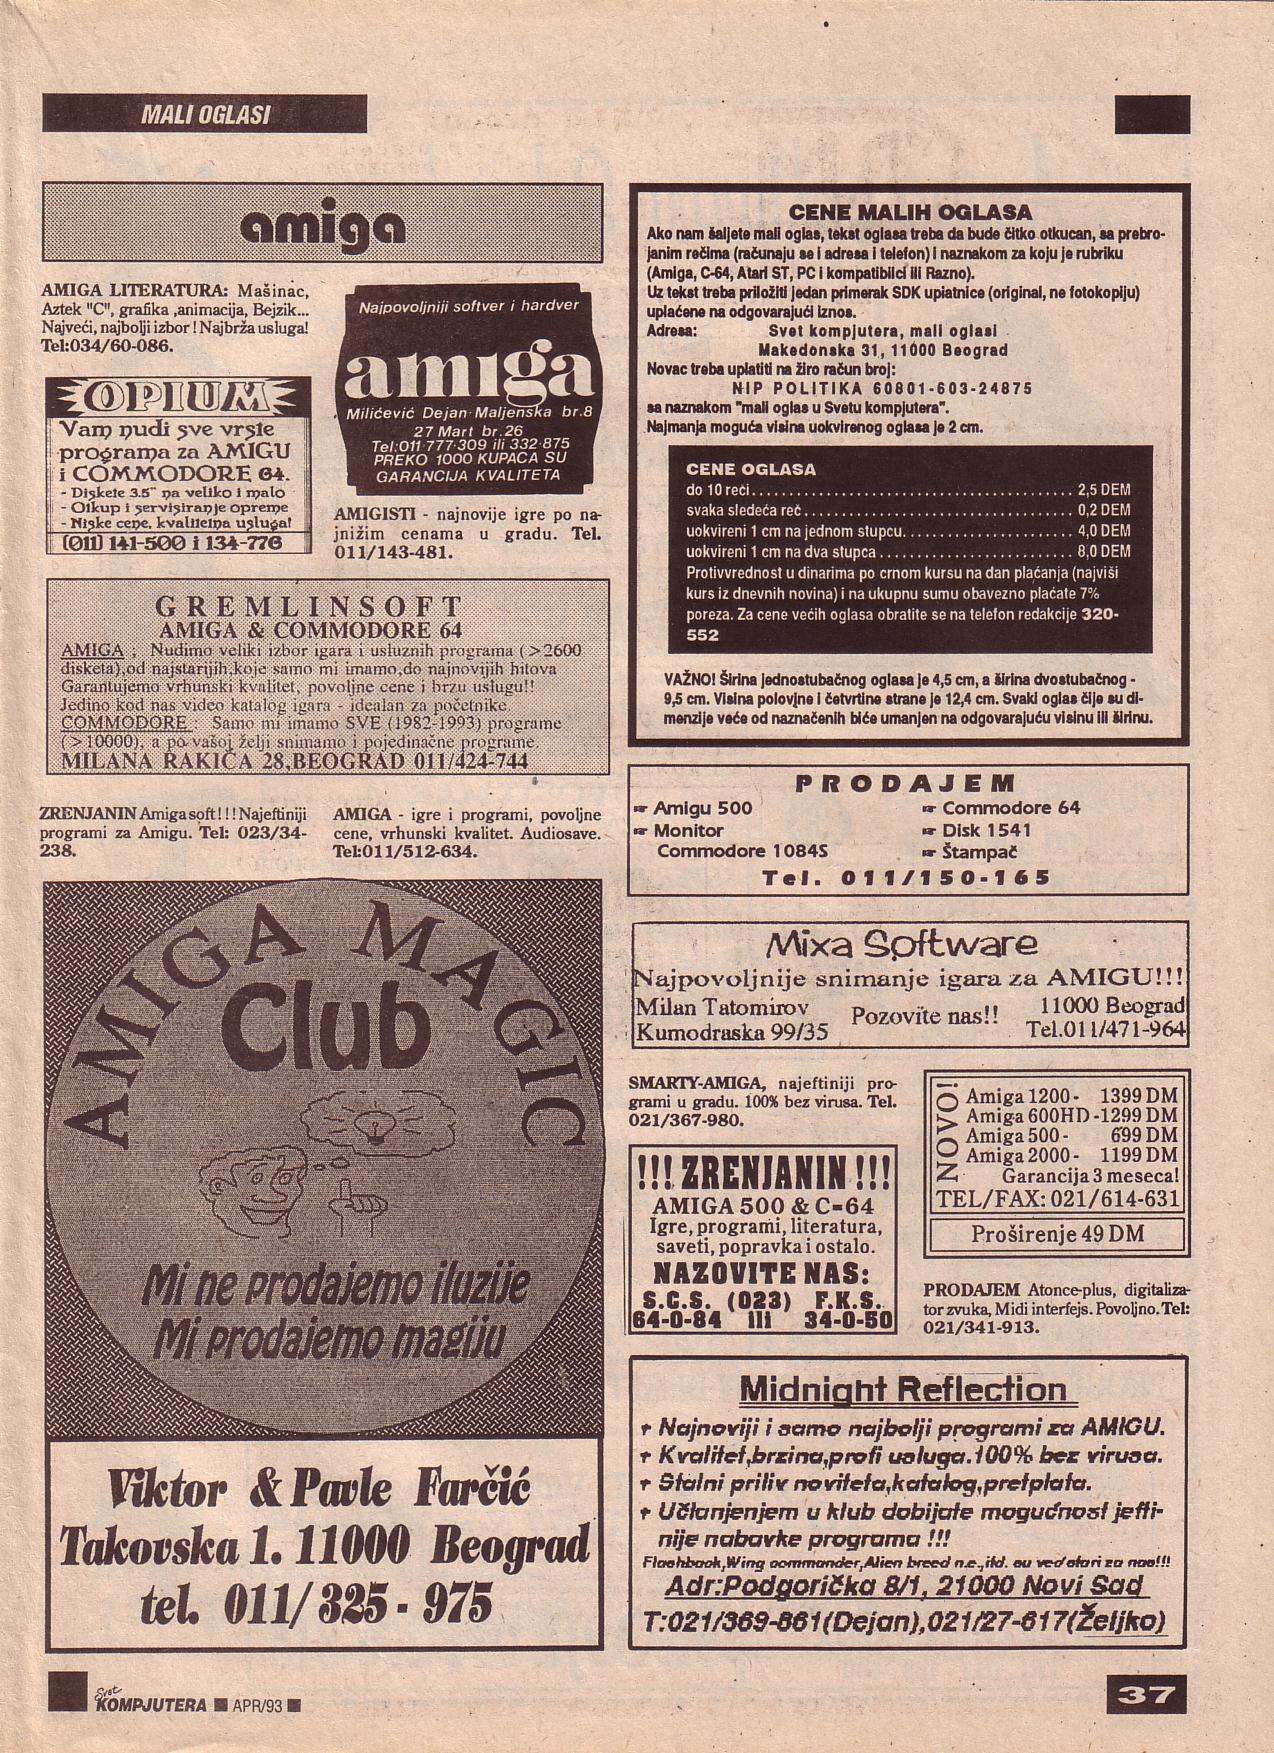 MALI OGLASI
amiga
AMIGA LITERATURA: Mašinac,
Aztek "C", grafika ,animacija, Bejzik...
Najveći, najbolji izbor ! Najbrža usluga!
Tel:034/60-086.
OPIUM
Vam nudi sve vrste
programa za AMIGU
i COMMODORE 64.
- Diskete 3.5" na veliko i malo
- Otkup i servisiranje opreme
- Niske cene, kvalitetna usluga!
(011) 141-500 i 134-776
Najpovoljniji softver i hardver
amiga
Milićević Dejan Maljenska br.8
27 Mart br.26
Tel:011 777-309 ili 332-875
PREKO 1000 KUPACA SU
GARANCIJA KVALITETA
AMIGISTI - najnovije igre po na-
jnižim cenama u gradu. Tel.
011/143-481.
GREMLINSOFT
AMIGA & COMMODORE 64
AMIGA : Nudimo veliki izbor igara i usluznih programa (>2600
disketa),od najstarijih,koje samo mi imamo,do najnovijih hitova
Garantujemo vrhunski kvalitet, povoljne cene i brzu uslugu!!
Jedino kod nas video katalog igara - idealan za početnike.
COMMODORE : Samo mi imamo SVE (1982-1993) programe
(>10000), a po vašoj želji snimamo i pojedinačne programe.
MILANA RAKIĆA 28,BEOGRAD 011/424-744
ZRENJANIN Amiga soft ! ! ! Najeftiniji
programi za Amigu. Tel: 023/34-
238.
AMIGA - igre i programi, povoljne
cene, vrhunski kvalitet. Audiosave.
Tel:011/512-634.
AMIGA MAGIC
Club
Mi ne prodajemo iluzije
Mi prodajemo magiju
Viktor & Pavle Farčić
Takovska 1. 11000 Beograd
tel. 011/ 325 - 975
CENE MALIH OGLASA
Ako nam šaljete mali oglas, tekst oglasa treba da bude čitko otkucan, sa prebro-
janim rečima (računaju se i adresa i telefon) i naznakom za koju je rubriku
(Amiga, C-64, Atari ST, PC i kompatibilci ili Razno).
Uz tekst treba priložiti jedan primerak SDK uplatnice (original, ne fotokopiju)
uplaćene na odgovarajući iznos.
Adresa: Svet kompjutera, mali oglasi
Makedonska 31, 11000 Beograd
Novac treba uplatiti na žiro račun broj:
NIP POLITIKA 60801-603-24875
sa naznakom "mali oglas u Svetu kompjutera".
Najmanja moguća visina uokvirenog oglasa je 2 cm.
CENE OGLASA
do 10 reči........................................ 2,5 DEM
svaka sledeća reč.................................. 0,2 DEM
uokvireni 1 cm na jednom stupcu..................... 4,0 DEM
uokvireni 1 cm na dva stupca........................ 8,0 DEM
Protivvrednost u dinarima po crnom kursu na dan plaćanja (najviši
kurs iz dnevnih novina) i na ukupnu sumu obavezno plaćate 7%
poreza. Za cene većih oglasa obratite se na telefon redakcije 320-
552
VAŽNO! Širina jednostubačnog oglasa je 4,5 cm, a širina dvostubačnog -
9,5 cm. Visina polovine i četvrtine strane je 12,4 cm. Svaki oglas čije su di-
menzije veće od naznačenih biće umanjen na odgovarajuću visinu ili širinu.
PRODAJEM
☞ Amigu 500
☞ Monitor
Commodore 1084S
☞ Commodore 64
☞ Disk 1541
☞ Štampač
Tel. 011/150-165
Mixa Software
Najpovoljnije snimanje igara za AMIGU!!!
Milan Tatomirov
Kumodraska 99/35
Pozovite nas!!
11000 Beograd
Tel.011/471-964
SMARTY-AMIGA, najeftiniji pro-
grami u gradu. 100% bez virusa. Tel.
021/367-980.
!!! ZRENJANIN !!!
AMIGA 500 & C-64
Igre, programi, literatura,
saveti, popravka i ostalo.
NAZOVITE NAS:
S.C.S. (023) F.K.S.
64-0-84 ili 34-0-50
NOVO!
Amiga 1200- 1399 DM
Amiga 600HD -1299 DM
Amiga 500- 699 DM
Amiga 2000- 1199 DM
Garancija 3 meseca!
TEL/FAX: 021/614-631
Proširenje 49 DM
PRODAJEM Atonce-plus, digitaliza-
tor zvuka, Midi interfejs. Povoljno. Tel:
021/341-913.
Midnight Reflection
+ Najnoviji i samo najbolji programi za AMIGU.
+ Kvalitet,brzina,profi usluga.100% bez virusa.
+ Stalni priliv noviteta,katalog,pretplata.
+ Učlanjenjem u klub dobijate mogućnost jefti-
nije nabavke programa !!!
Flashback,Wing commander,Alien breed n.e.,itd. su već stari za nas!!!
Adr:Podgorička 8/1, 21000 Novi Sad
T:021/369-861(Dejan),021/27-617(Željko)
Svet
KOMPJUTERA ■ APR/93 ■
37